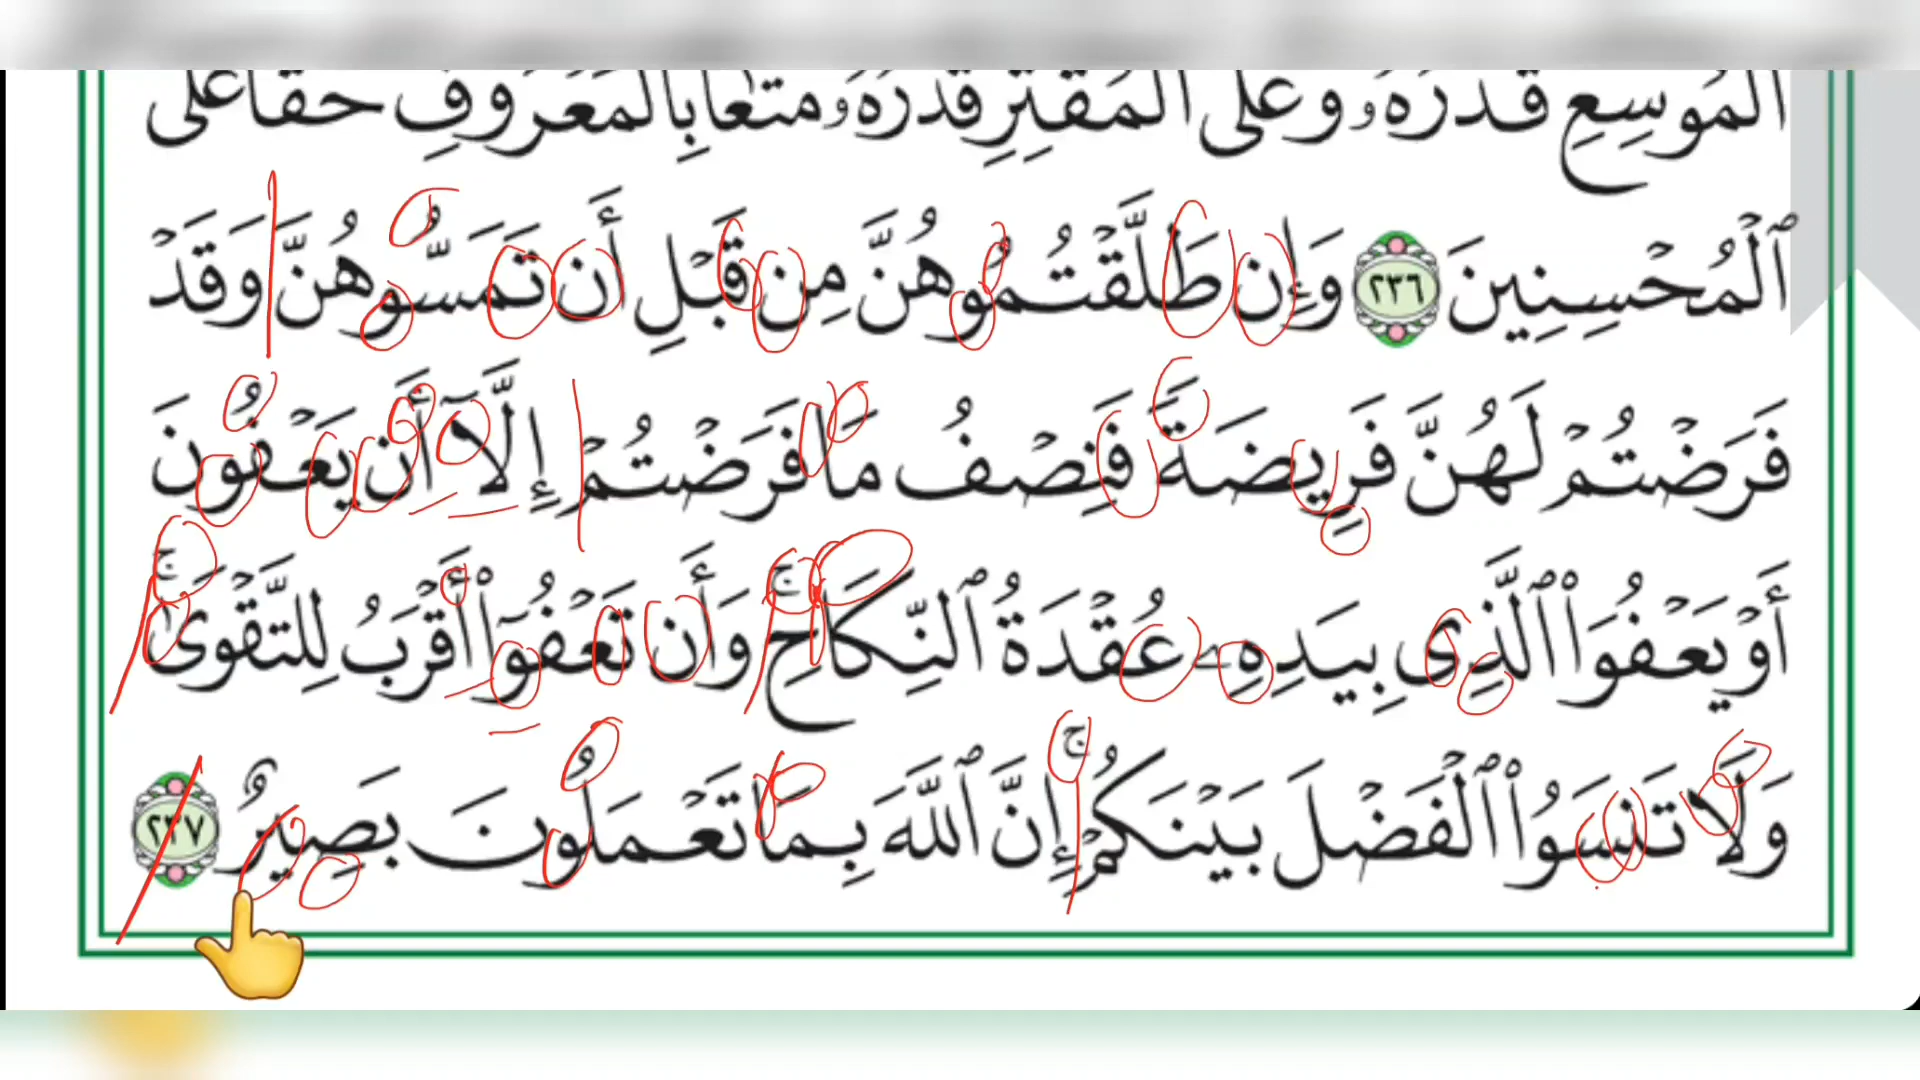 ٱلْمُوسِعِ قَدَرُهُۥ وَعَلَى ٱلْمُقْتِرِ قَدَرُهُۥ مَتَٰعًۢا بِٱلْمَعْرُوفِ حَقًّا عَلَى
ٱلْمُحْسِنِينَ ٢٣٦ وَإِن طَلَّقْتُمُوهُنَّ مِن قَبْلِ أَن تَمَسُّوهُنَّ وَقَدْ
فَرَضْتُمْ لَهُنَّ فَرِيضَةً فَنِصْفُ مَا فَرَضْتُمْ إِلَّآ أَن يَعْفُونَ
أَوْ يَعْفُوَا۟ ٱلَّذِى بِيَدِهِۦ عُقْدَةُ ٱلنِّكَاحِ ۚ وَأَن تَعْفُوٓا۟ أَقْرَبُ لِلتَّقْوَىٰ ۚ
وَلَا تَنسَوُا۟ ٱلْفَضْلَ بَيْنَكُمْ ۚ إِنَّ ٱللَّهَ بِمَا تَعْمَلُونَ بَصِيرٌ ٢٣٧